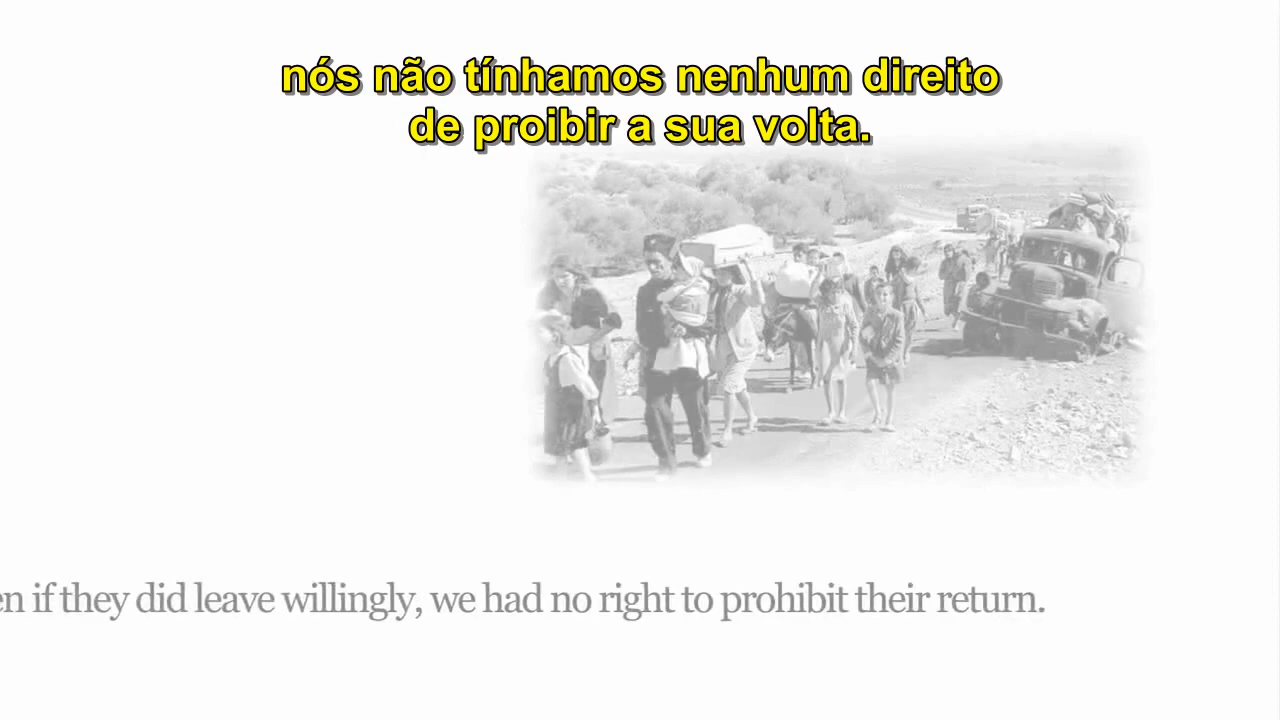 nós não tínhamos nenhum direito
de proibir a sua volta.
en if they did leave willingly, we had no right to prohibit their return.